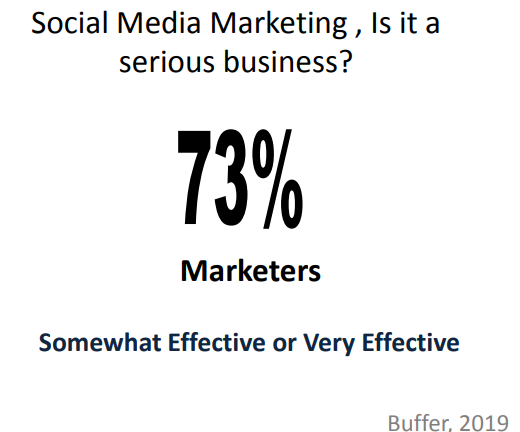 Social Media Marketing , Is it a
serious business?
73%
Marketers
Somewhat Effective or Very Effective
Buffer, 2019